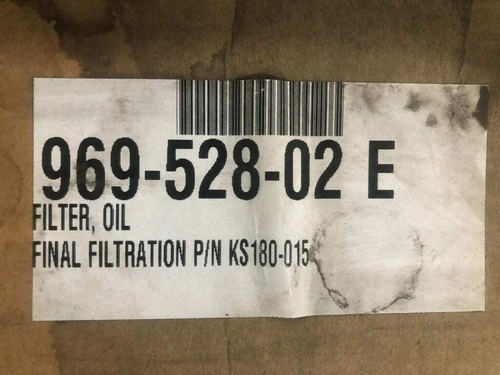 969-528-02 E
FILTER, OIL
FINAL FILTRATION P/N KS180-015